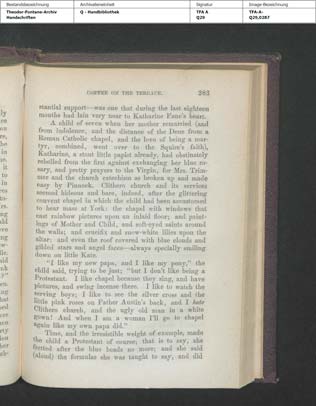 Bestandsbezeichnung Archivalieneinheit Signatur Image-Bezeichnung
Theodor-Fontane-Archiv Q - Handbibliothek TFA A TFA-A-
Handschriften Q29 Q29,0287
COFFEE ON THE TERRACE. 283
stantial support—was one that during the last eighteen
months had lain very near to Katharine Fane's heart.
A child of seven when her mother remarried (and
from indolence, and the distance of the Dene from a
Roman Catholic chapel, and the love of being a mar-
tyr, combined, went over to the Squire's faith),
Katharine, a stout little papist already, had obstinately
rebelled from the first against exchanging her blue ro-
sary, and pretty prayers to the Virgin, for Mrs. Trim-
mer and the church catechism as broken up and made
easy by Pinnock. Clithero church and its services
seemed hideous and bare, indeed, after the glittering
convent chapel in which the child had been accustomed
to hear mass at York: the chapel with windows that
cast rainbow pictures upon an inlaid floor; and paint-
ings of Mother and Child, and soft-eyed saints around
the walls; and crucifix and snow-white lilies upon the
altar: and even the roof covered with blue clouds and
gilded stars and angel faces—always specially smiling
down on little Kate.
"I like my new papa, and I like my pony," the
child said, trying to be just; "but I don't like being a
Protestant. I like chapel because they sing, and have
pictures, and swing incense there. I like to watch the
serving boys; I like to see the silver cross and the
little pink roses on Father Austin's back, and I hate
Clithero church, and the ugly old man in a white
gown! And when I am a woman I'll go to chapel
again like my own papa did."
Time, and the irresistible weight of example, made
the child a Protestant of course; that is to say, she
fretted after the blue beads no more; and she said
(aloud) the formulas she was taught to say, and did